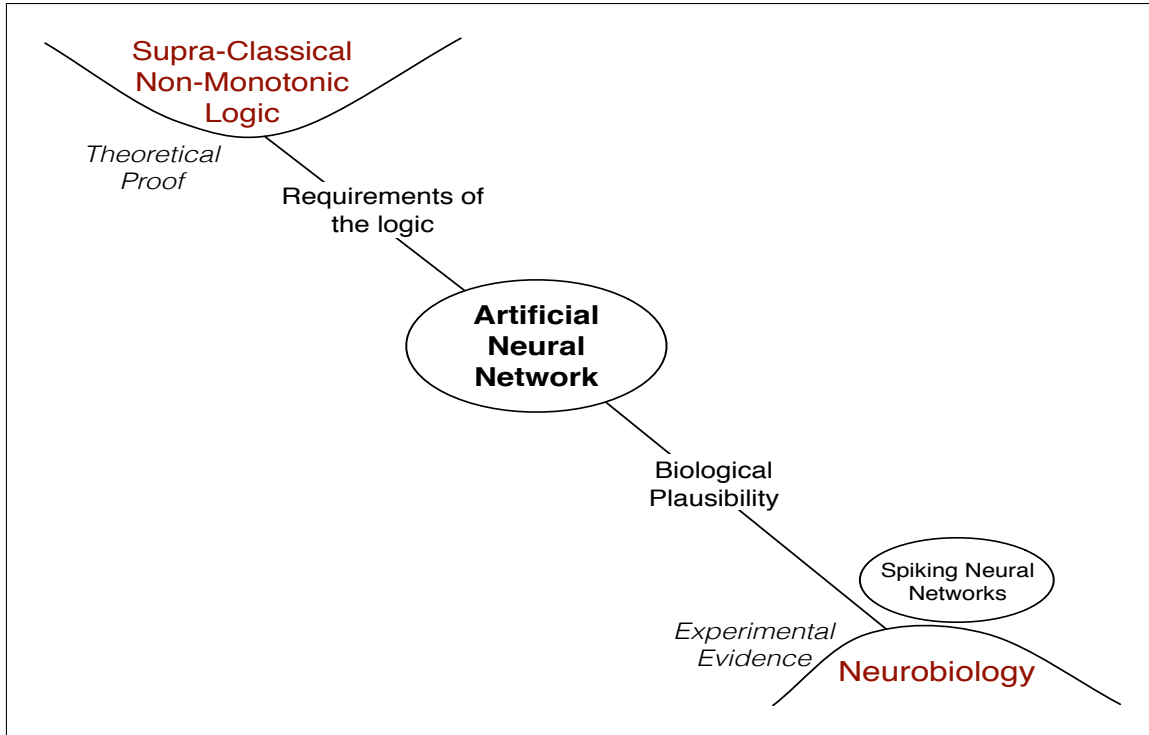 Supra-Classical
Non-Monotonic
Logic
Theoretical
Proof
Requirements of
the logic
Artificial
Neural
Network
Biological
Plausibility
Spiking Neural
Networks
Experimental
Evidence
Neurobiology